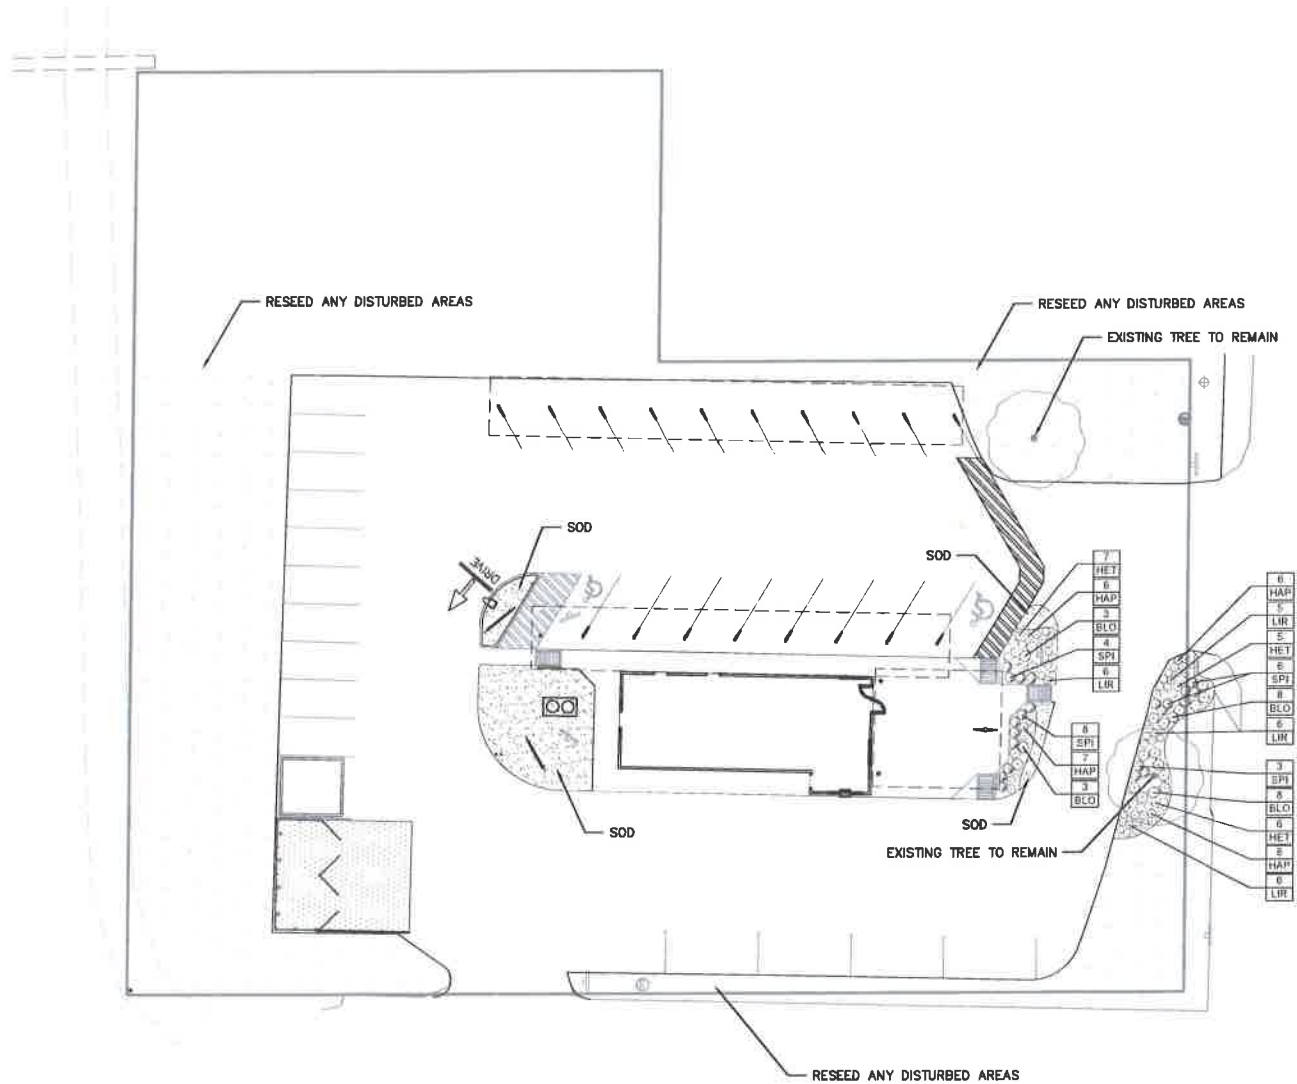 RESEED ANY DISTURBED AREAS
RESEED ANY DISTURBED AREAS
EXISTING TREE TO REMAIN
SOD
DRIVE
SOD
7
HET
6
HAP
3
BLO
4
SPI
6
LIR
6
HAP
5
LIR
5
HET
6
SPI
8
BLO
6
LIR
8
SPI
7
HAP
3
BLO
3
SPI
8
BLO
6
HET
HAP
6
LIR
SOD
SOD
EXISTING TREE TO REMAIN
RESEED ANY DISTURBED AREAS